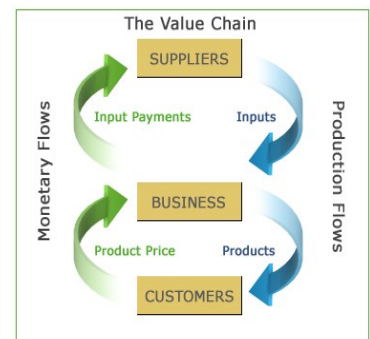 The Value Chain
SUPPLIERS
Input Payments
Inputs
Monetary Flows
Production Flows
BUSINESS
Product Price
Products
CUSTOMERS